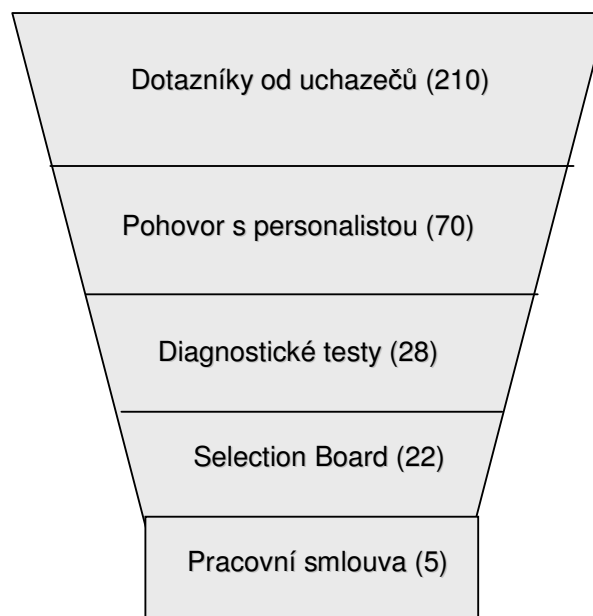 Dotazníky od uchazečů (210)
Pohovor s personalistou (70)
Diagnostické testy (28)
Selection Board (22)
Pracovní smlouva (5)